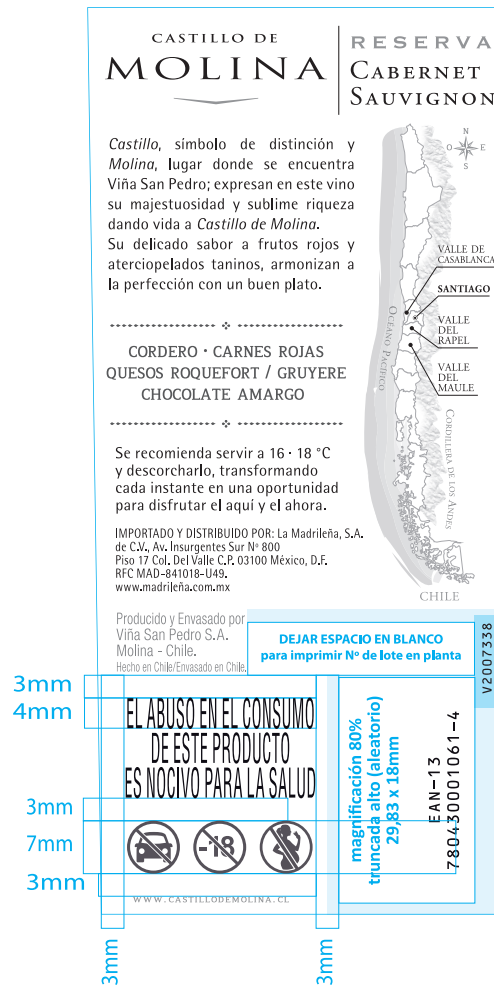 CASTILLO DE
MOLINA
RESERVA
CABERNET
SAUVIGNON
Castillo, símbolo de distinción y
Molina, lugar donde se encuentra
Viña San Pedro; expresan en este vino
su majestuosidad y sublime riqueza
dando vida a Castillo de Molina.
Su delicado sabor a frutos rojos y
aterciopelados taninos, armonizan a
la perfección con un buen plato.
CORDERO · CARNES ROJAS
QUESOS ROQUEFORT / GRUYERE
CHOCOLATE AMARGO
Se recomienda servir a 16 · 18 °C
y descorcharlo, transformando
cada instante en una oportunidad
para disfrutar el aquí y el ahora.
IMPORTADO Y DISTRIBUIDO POR: La Madrileña, S.A.
de C.V., Av. Insurgentes Sur Nº 800
Piso 17 Col. Del Valle C.P. 03100 México, D.F.
RFC MAD-841018-U49.
www.madrileña.com.mx
Producido y Envasado por
Viña San Pedro S.A.
Molina - Chile.
Hecho en Chile/Envasado en Chile.
N
O
E
S
VALLE DE
CASABLANCA
SANTIAGO
VALLE
DEL
RAPEL
VALLE
DEL
MAULE
OCEANO PACIFICO
CORDILLERA DE LOS ANDES
CHILE
DEJAR ESPACIO EN BLANCO
para imprimir Nº de lote en planta
V2007338
3mm
4mm
EL ABUSO EN EL CONSUMO
DE ESTE PRODUCTO
ES NOCIVO PARA LA SALUD
3mm
7mm
-18
3mm
WWW.CASTILLODEMOLINA.CL
3mm
3mm
magnificación 80%
truncada alto (aleatorio)
29,83 x 18mm
EAN-13
780430001061-4